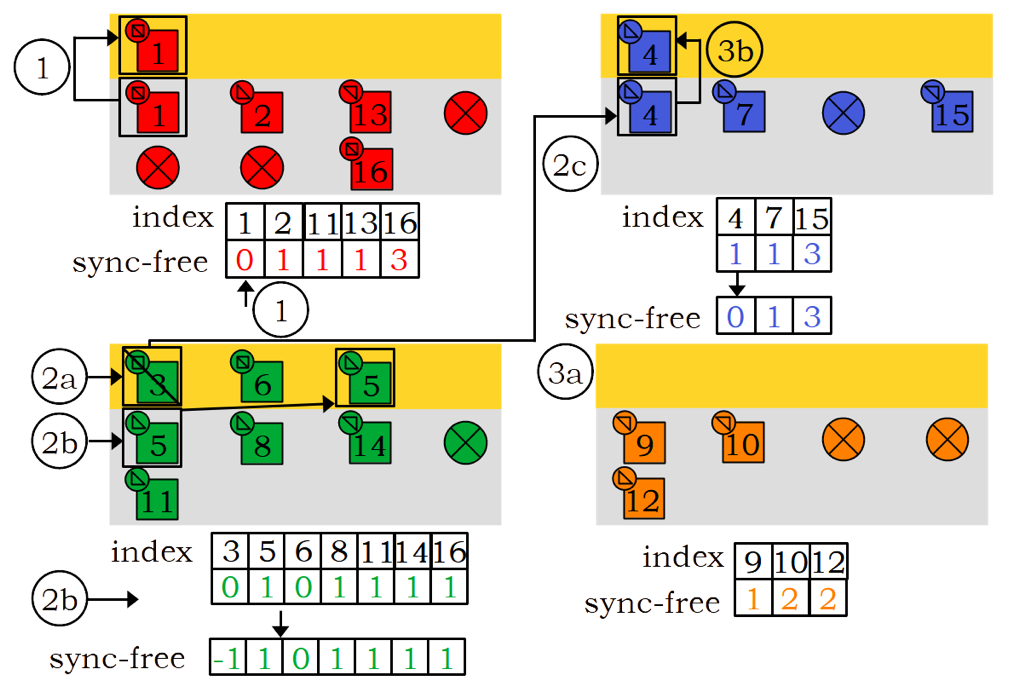 1
1
1
2
13
16
index 1 2 11 13 16
sync-free 0 1 1 1 3
1
4
3b
4
7
15
2c
index 4 7 15
1 1 3
sync-free 0 1 3
2a
3
6
5
2b
5
8
14
11
index 3 5 6 8 11 14 16
0 1 0 1 1 1 1
2b
sync-free -1 1 0 1 1 1 1
3a
9
10
12
index 9 10 12
sync-free 1 2 2